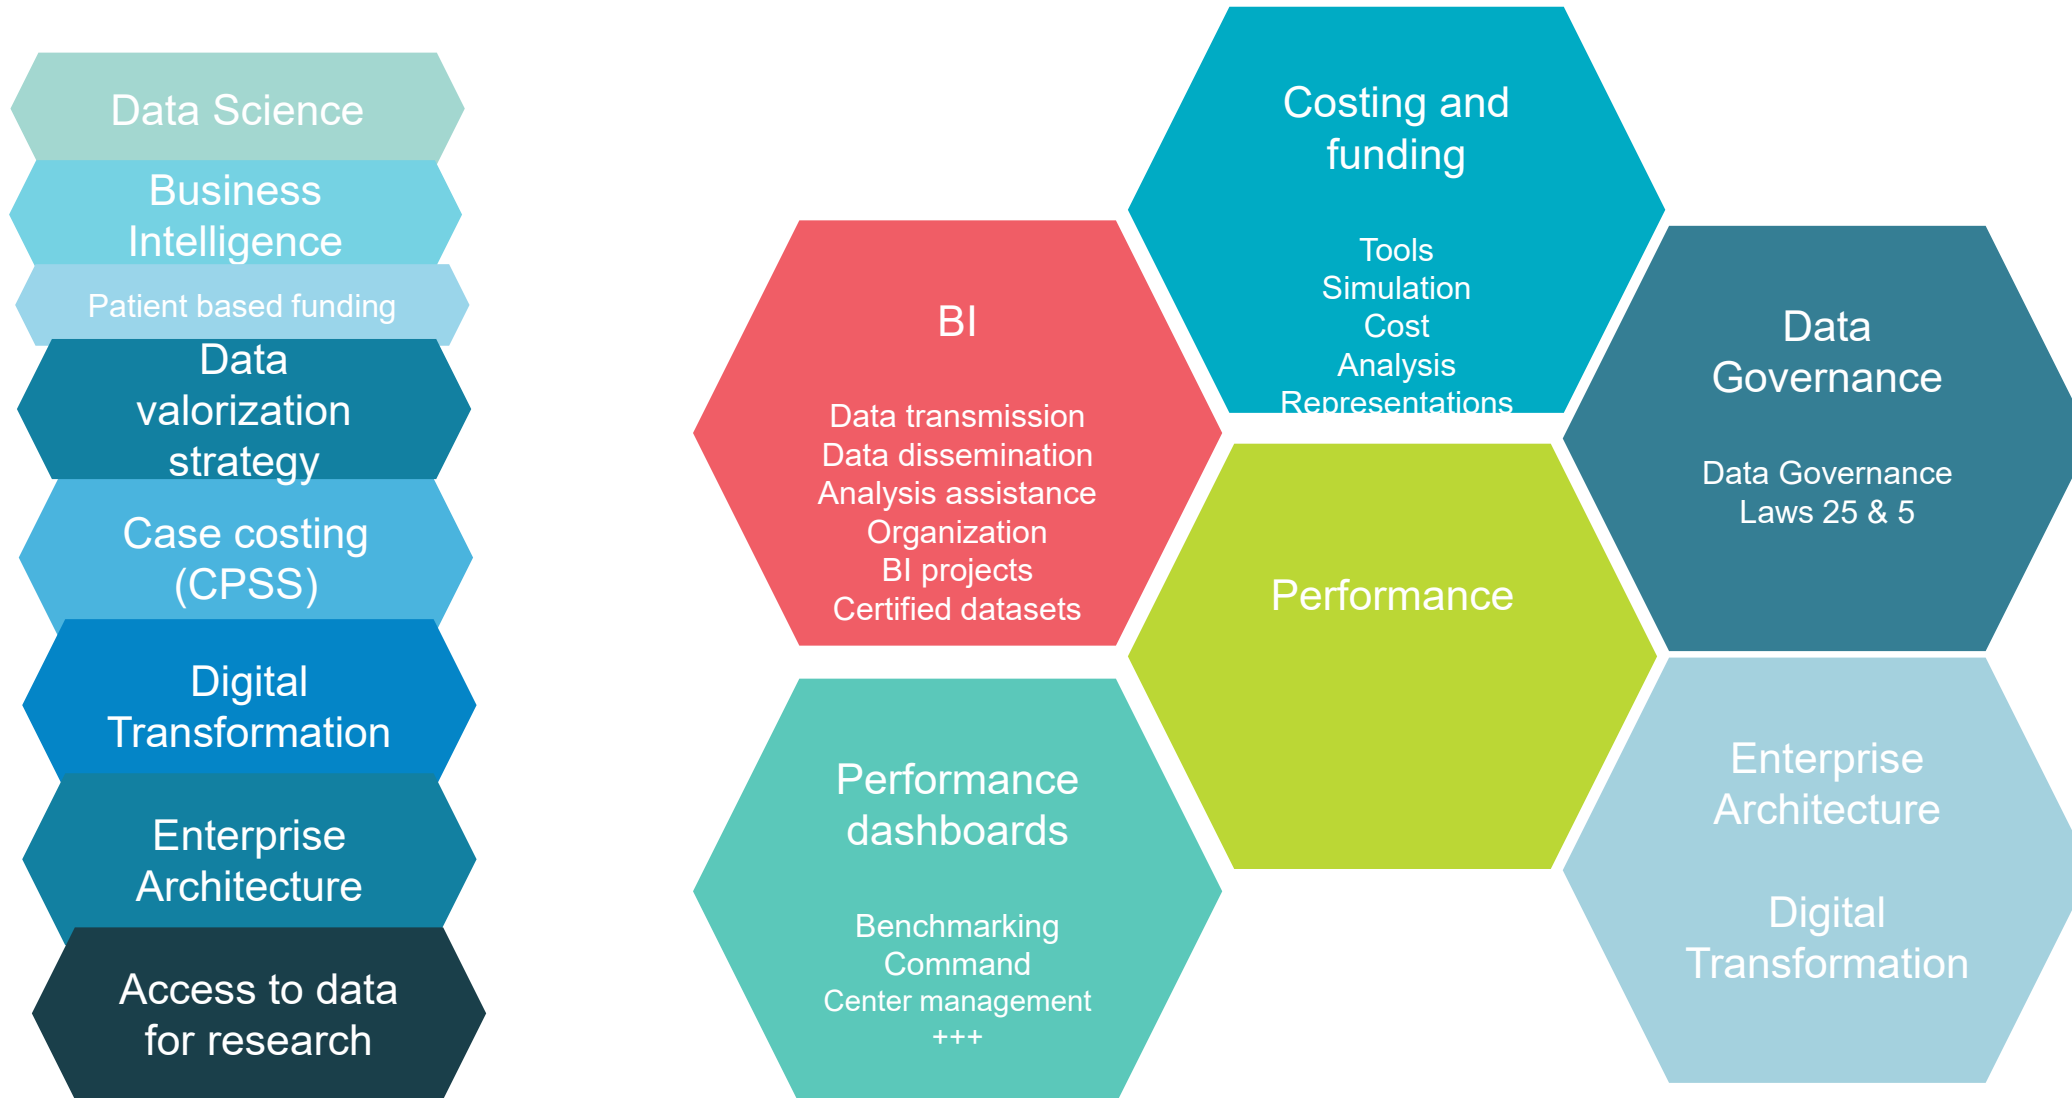 Data Science
Business
Intelligence
Patient based funding
Data
valorization
strategy
Case costing
(CPSS)
Digital
Transformation
Enterprise
Architecture
Access to data
for research
Costing and
funding
Tools
Simulation
Cost
Analysis
Representations
BI
Data transmission
Data dissemination
Analysis assistance
Organization
BI projects
Certified datasets
Data
Governance
Data Governance
Laws 25 & 5
Performance
Performance
dashboards
Benchmarking
Command
Center management
+++
Enterprise
Architecture
Digital
Transformation